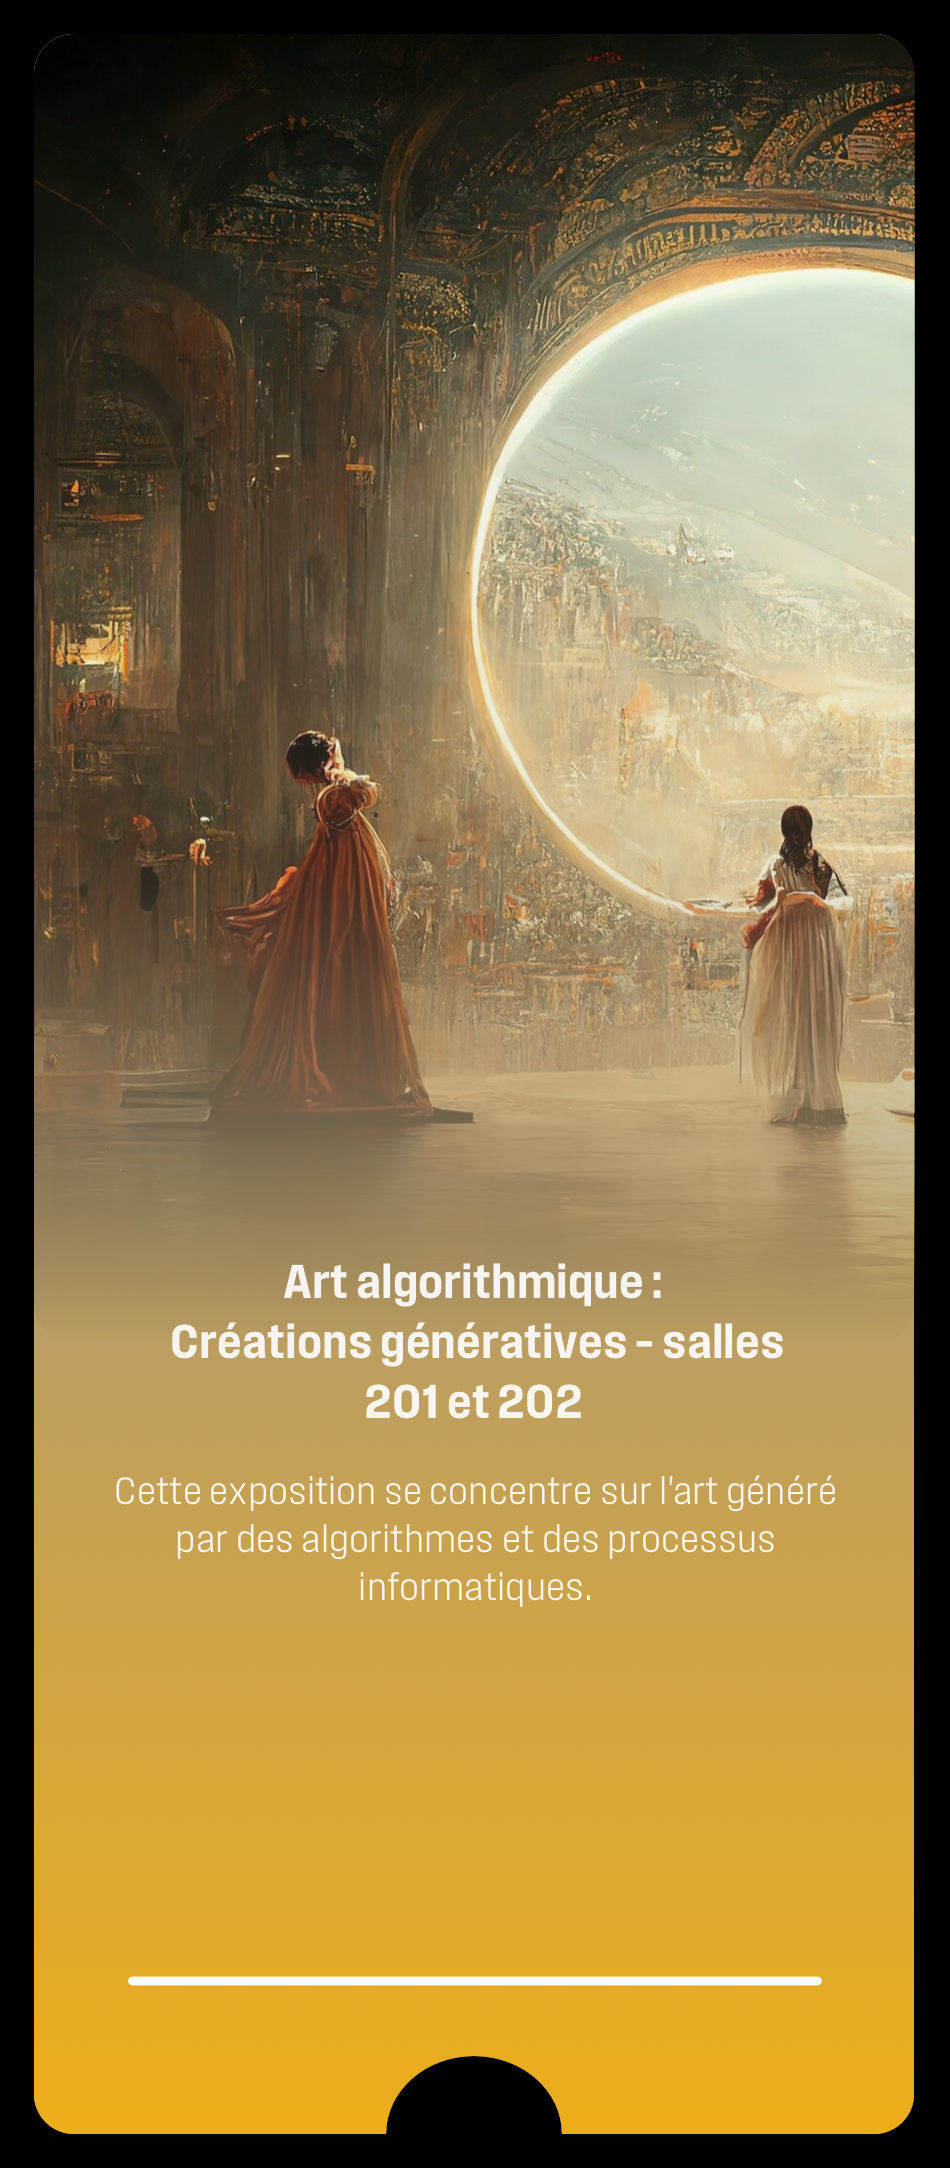 Art algorithmique :
Créations génératives - salles
201 et 202
Cette exposition se concentre sur l'art généré
par des algorithmes et des processus
informatiques.